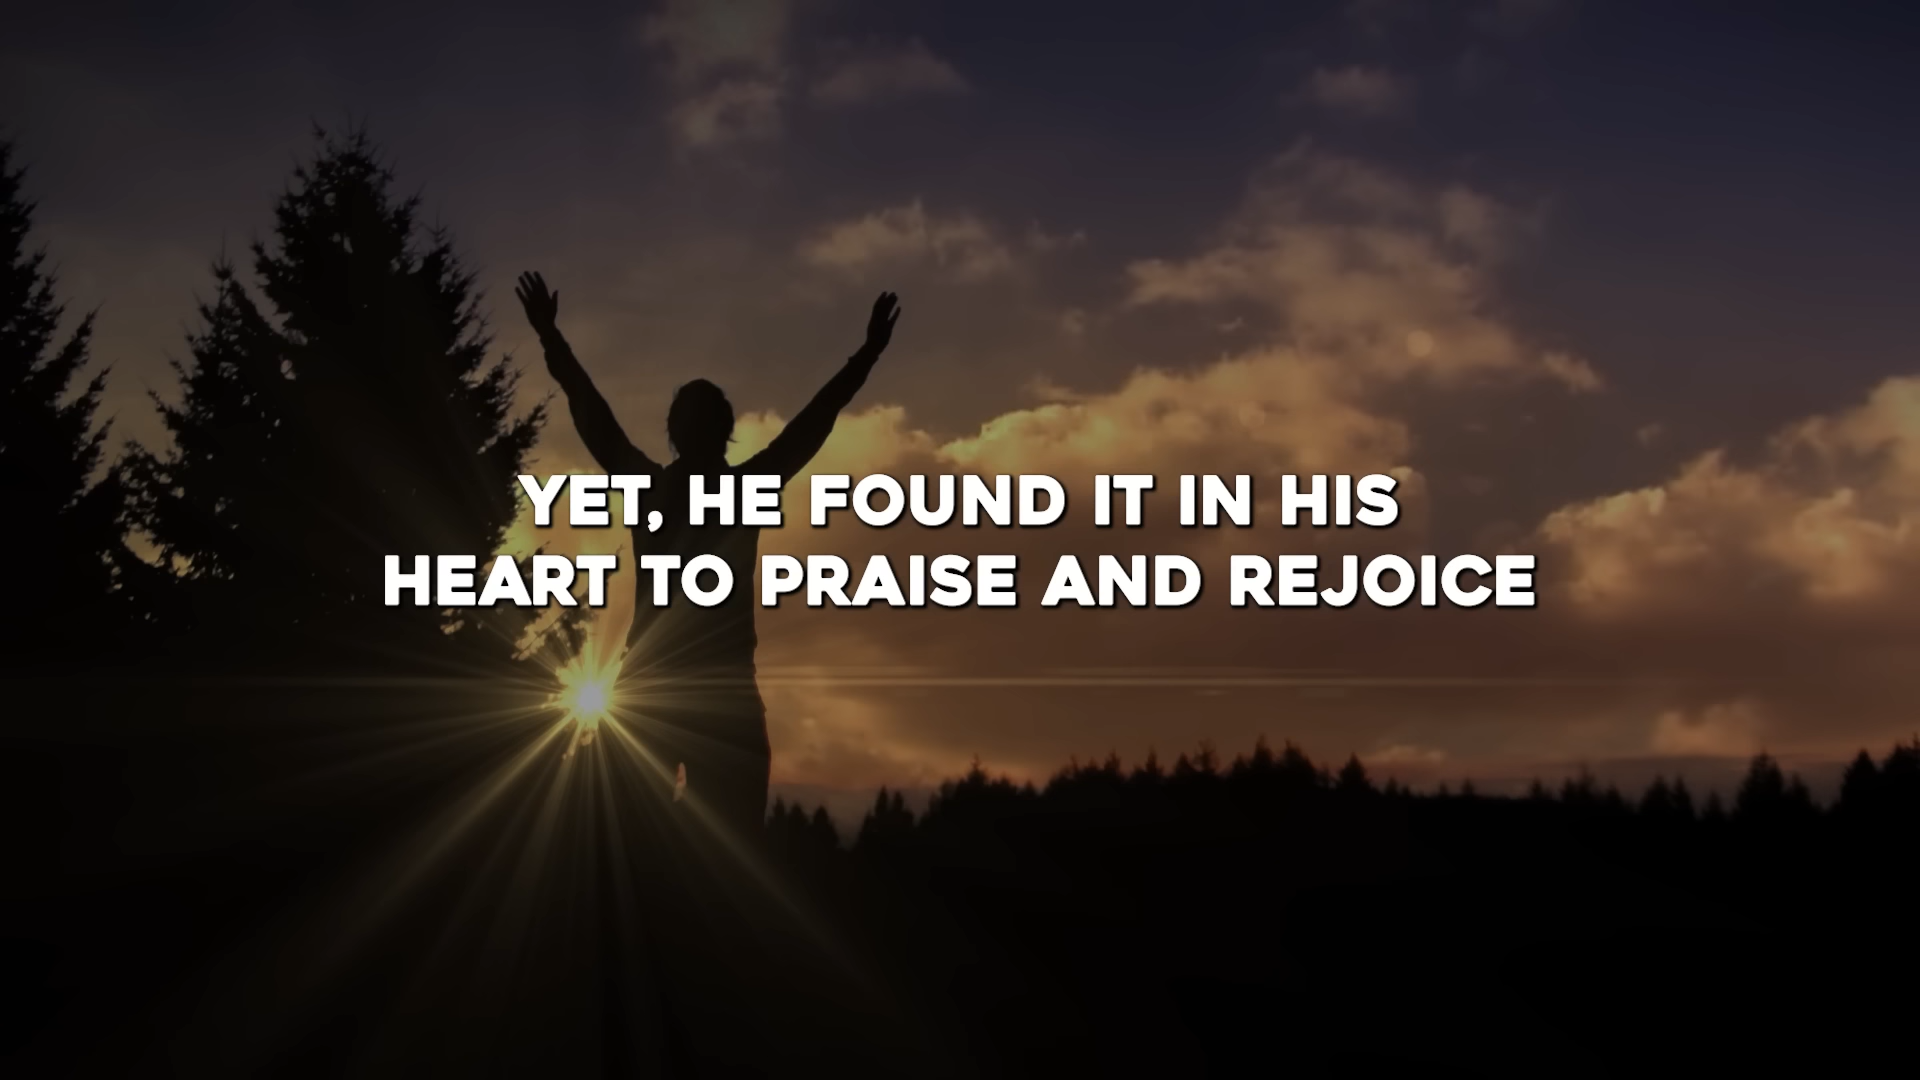 YET, HE FOUND IT IN HIS
HEART TO PRAISE AND REJOICE